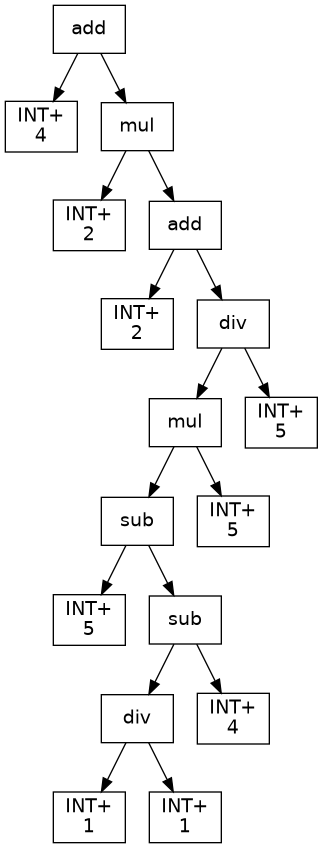 add
INT+
4
mul
INT+
2
add
INT+
2
div
mul
INT+
5
sub
INT+
5
INT+
5
sub
div
INT+
4
INT+
1
INT+
1